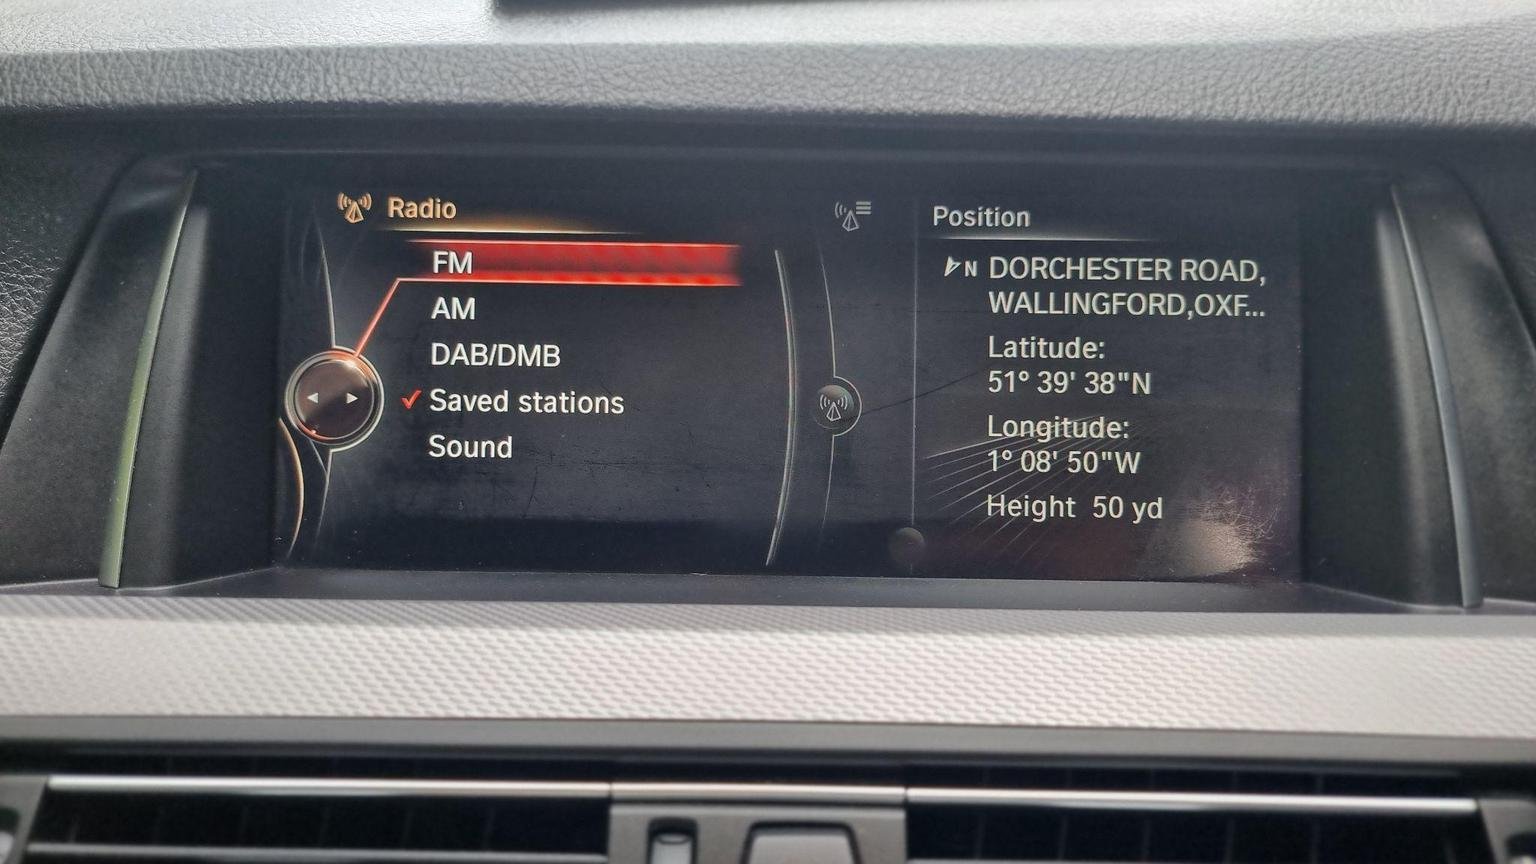 Radio
FM
AM
DAB/DMB
Saved stations
Sound
Position
N DORCHESTER ROAD,
WALLINGFORD,OXF...
Latitude:
51° 39' 38"N
Longitude:
1° 08' 50"W
Height 50 yd